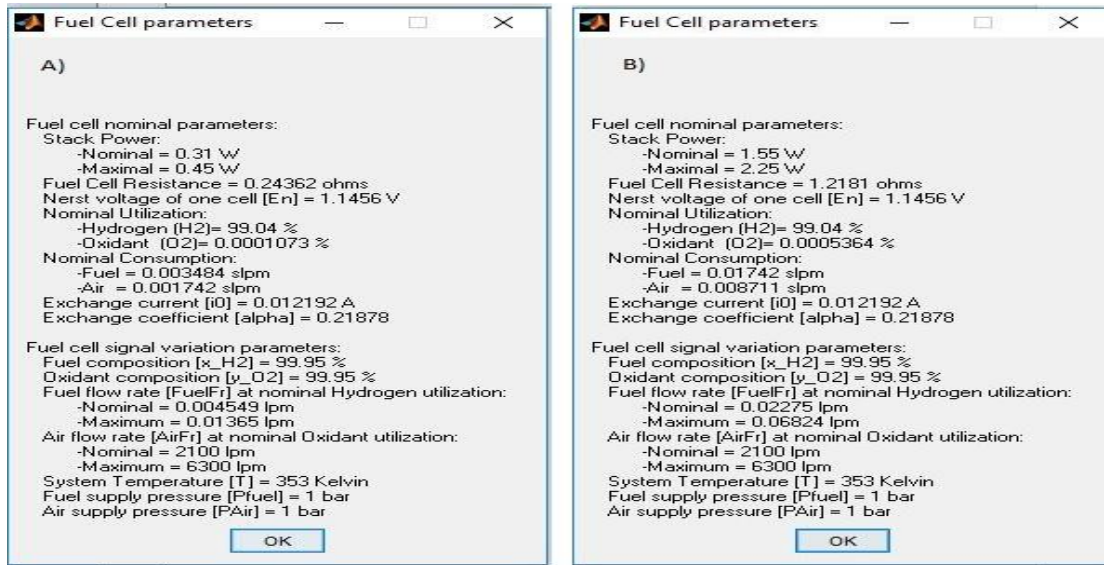 Fuel Cell parameters
A)
Fuel cell nominal parameters:
Stack Power:
-Nominal = 0.31 W
-Maximal = 0.45 W
Fuel Cell Resistance = 0.24362 ohms
Nerst voltage of one cell [En] = 1.1456 V
Nominal Utilization:
-Hydrogen (H2)= 99.04 %
-Oxidant (O2)= 0.0001073 %
Nominal Consumption:
-Fuel = 0.003484 slpm
-Air = 0.001742 slpm
Exchange current [i0] = 0.012192 A
Exchange coefficient [alpha] = 0.21878
Fuel cell signal variation parameters:
Fuel composition [x_H2] = 99.95 %
Oxidant composition [y_O2] = 99.95 %
Fuel flow rate [FuelFr] at nominal Hydrogen utilization:
-Nominal = 0.004549 lpm
-Maximum = 0.01365 lpm
Air flow rate [AirFr] at nominal Oxidant utilization:
-Nominal = 2100 lpm
-Maximum = 6300 lpm
System Temperature [T] = 353 Kelvin
Fuel supply pressure [Pfuel] = 1 bar
Air supply pressure [PAir] = 1 bar
OK
Fuel Cell parameters
B)
Fuel cell nominal parameters:
Stack Power:
-Nominal = 1.55 W
-Maximal = 2.25 W
Fuel Cell Resistance = 1.2181 ohms
Nerst voltage of one cell [En] = 1.1456 V
Nominal Utilization:
-Hydrogen (H2)= 99.04 %
-Oxidant (O2)= 0.0005364 %
Nominal Consumption:
-Fuel = 0.01742 slpm
-Air = 0.008711 slpm
Exchange current [i0] = 0.012192 A
Exchange coefficient [alpha] = 0.21878
Fuel cell signal variation parameters:
Fuel composition [x_H2] = 99.95 %
Oxidant composition [y_O2] = 99.95 %
Fuel flow rate [FuelFr] at nominal Hydrogen utilization:
-Nominal = 0.02275 lpm
-Maximum = 0.06824 lpm
Air flow rate [AirFr] at nominal Oxidant utilization:
-Nominal = 2100 lpm
-Maximum = 6300 lpm
System Temperature [T] = 353 Kelvin
Fuel supply pressure [Pfuel] = 1 bar
Air supply pressure [PAir] = 1 bar
OK